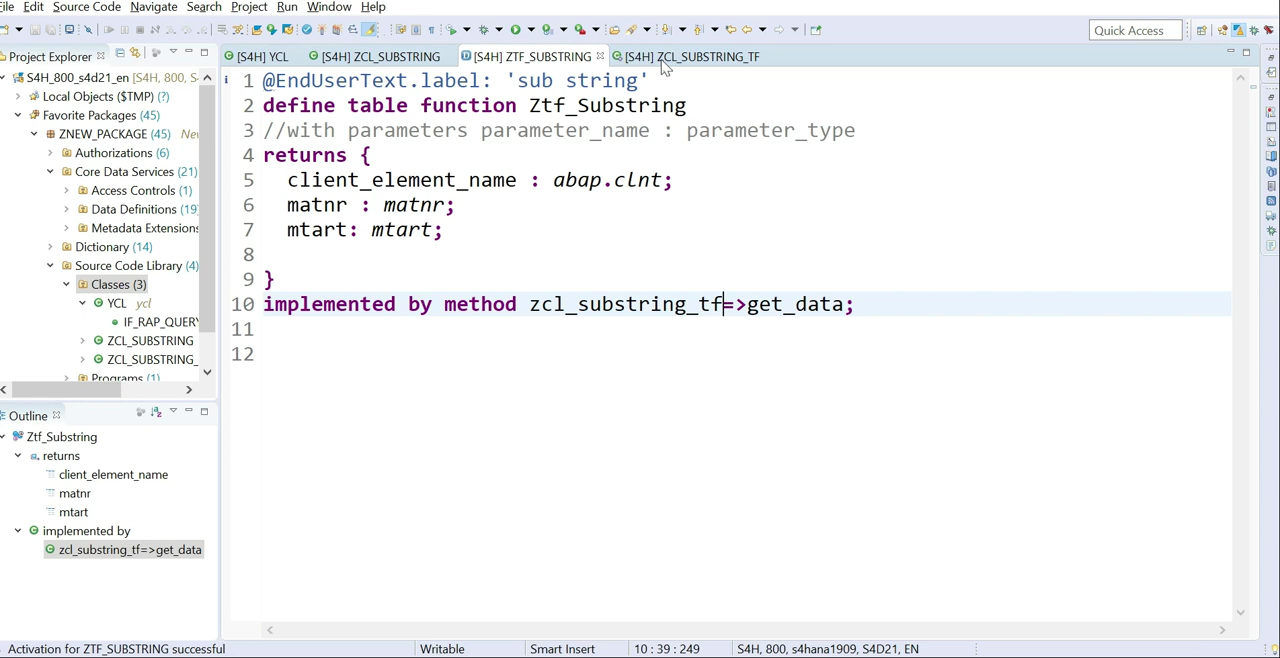 File Edit Source Code Navigate Search Project Run Window Help
Quick Access
Project Explorer
[S4H] YCL
[S4H] ZCL_SUBSTRING
[S4H] ZTF_SUBSTRING
[S4H] ZCL_SUBSTRING_TF
S4H_800_s4d21_en [S4H, 800, S
Local Objects ($TMP) (?)
Favorite Packages (45)
ZNEW_PACKAGE (45) Ne
Authorizations (6)
Core Data Services (21)
Access Controls (1)
Data Definitions (19)
Metadata Extensions
Dictionary (14)
Source Code Library (4)
Classes (3)
YCL ycl
IF_RAP_QUERY
ZCL_SUBSTRING
ZCL_SUBSTRING_
Programs (1)
1 @EndUserText.label: 'sub string'
2 define table function Ztf_Substring
3 //with parameters parameter_name : parameter_type
4 returns {
5 client_element_name : abap.clnt;
6 matnr : matnr;
7 mtart: mtart;
8
9 }
10 implemented by method zcl_substring_tf=>get_data;
11
12
Outline
Ztf_Substring
returns
client_element_name
matnr
mtart
implemented by
zcl_substring_tf=>get_data
Activation for ZTF_SUBSTRING successful
Writable
Smart Insert
10 : 39 : 249
S4H, 800, s4hana1909, S4D21, EN